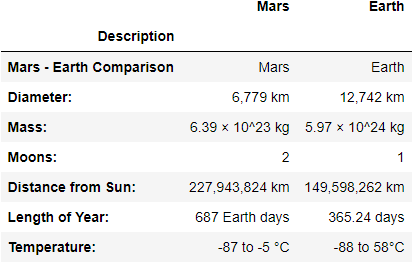 Mars Earth
Description
Mars - Earth Comparison Mars Earth
Diameter: 6,779 km 12,742 km
Mass: 6.39 × 10^23 kg 5.97 × 10^24 kg
Moons: 2 1
Distance from Sun: 227,943,824 km 149,598,262 km
Length of Year: 687 Earth days 365.24 days
Temperature: -87 to -5 °C -88 to 58°C